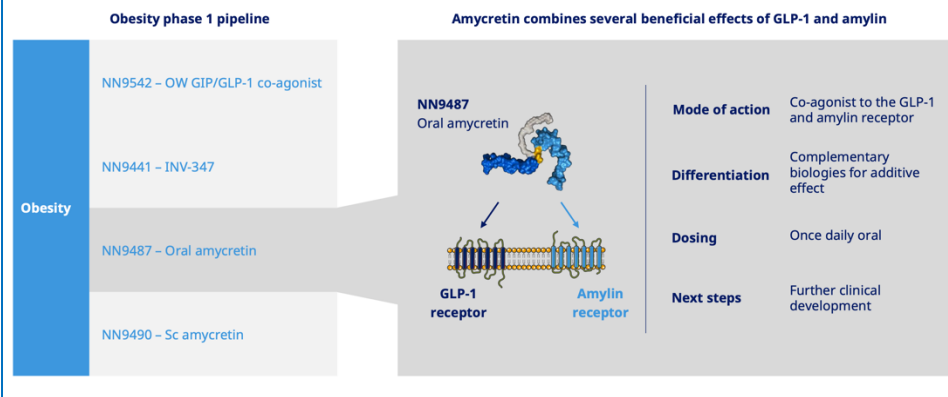 Obesity phase 1 pipeline
Amycretin combines several beneficial effects of GLP-1 and amylin
Obesity
NN9542 – OW GIP/GLP-1 co-agonist
NN9441 – INV-347
NN9487 – Oral amycretin
NN9490 – Sc amycretin
NN9487
Oral amycretin
GLP-1
receptor
Amylin
receptor
Mode of action
Co-agonist to the GLP-1
and amylin receptor
Differentiation
Complementary
biologies for additive
effect
Dosing
Once daily oral
Next steps
Further clinical
development